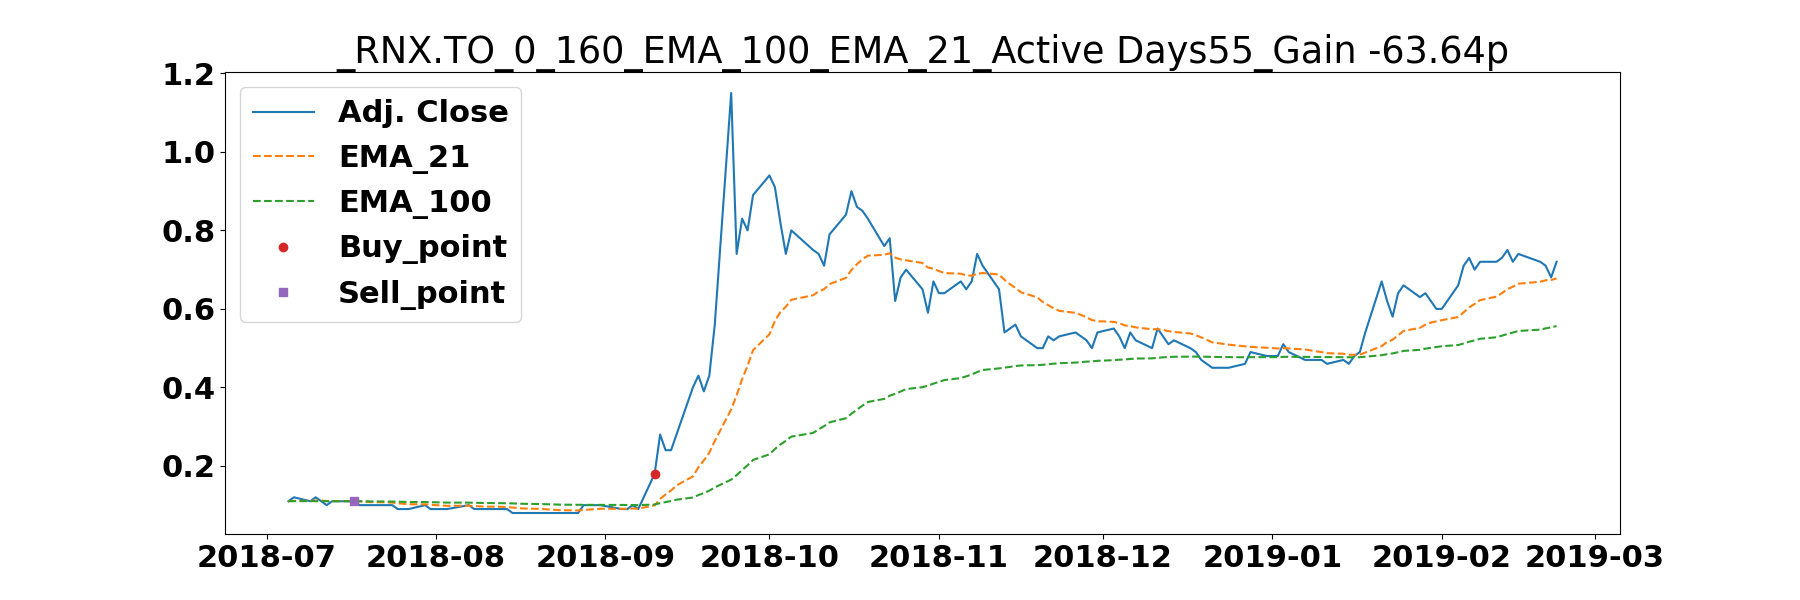 _RNX.TO_0_160_EMA_100_EMA_21_Active Days55_Gain -63.64p
1.2
1.0
0.8
0.6
0.4
0.2
Adj. Close
EMA_21
EMA_100
Buy_point
Sell_point
2018-07 2018-08 2018-09 2018-10 2018-11 2018-12 2019-01 2019-02 2019-03